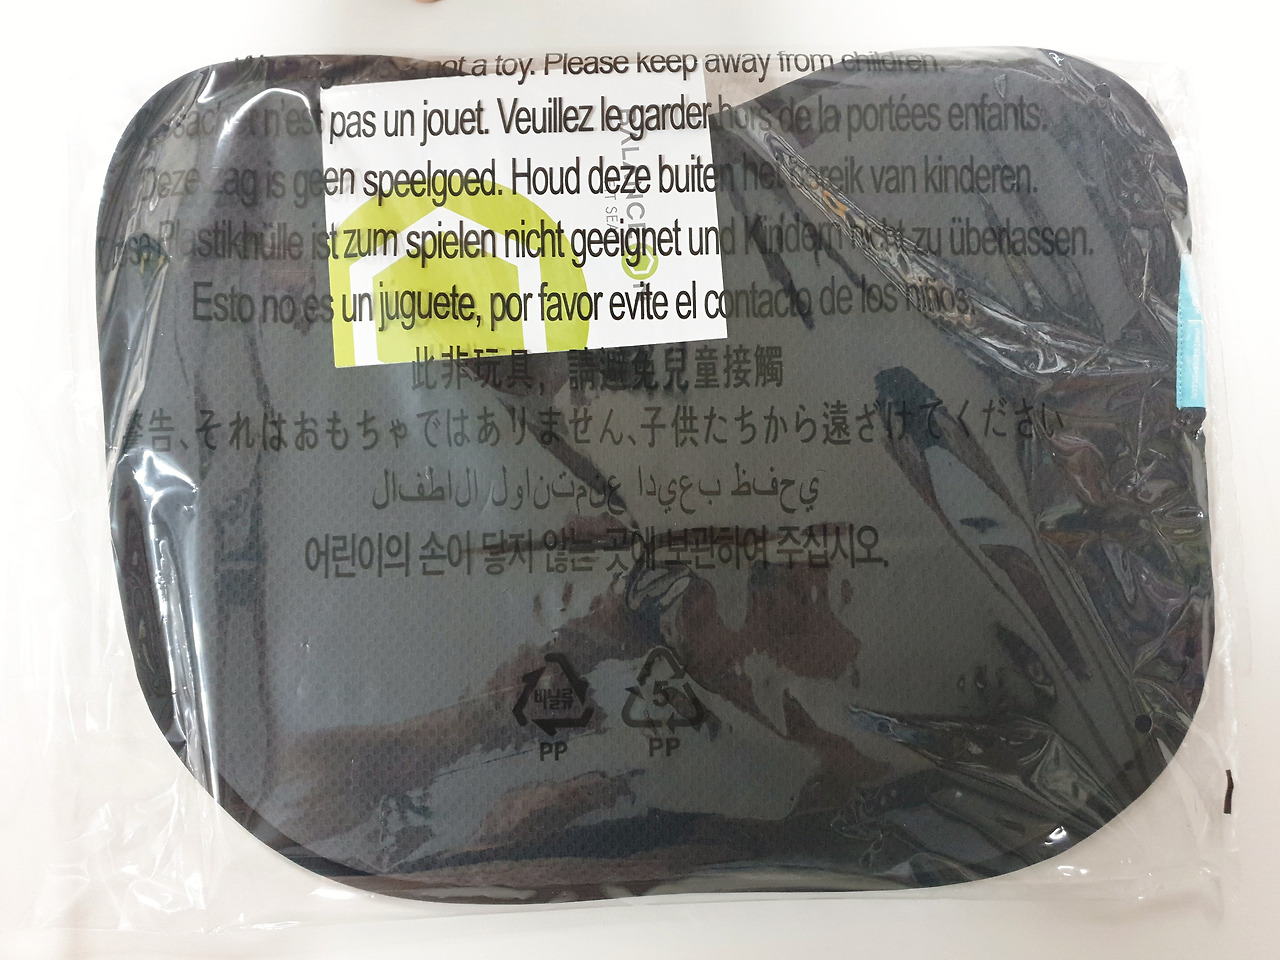 not a toy. Please keep away from children.
sachet n'est pas un jouet. Veuillez le garder hors de la portées enfants.
Deze zag is geen speelgoed. Houd deze buiten het bereik van kinderen.
Plastikhülle ist zum spielen nicht geeignet und Kindern nicht zu überlassen.
Esto no es un juguete, por favor evite el contacto de los niños.
此非玩具，請避免兒童接觸
警告、それはおもちゃではありません、子供たちから遠ざけてください
ي ح ف ظ ب ع ي د ا ع ن م ت ن ا و ل ا ل ا ط ف ا ل
어린이의 손이 닿지 않는 곳에 보관하여 주십시오.
비닐류
PP
5
PP
BALANC